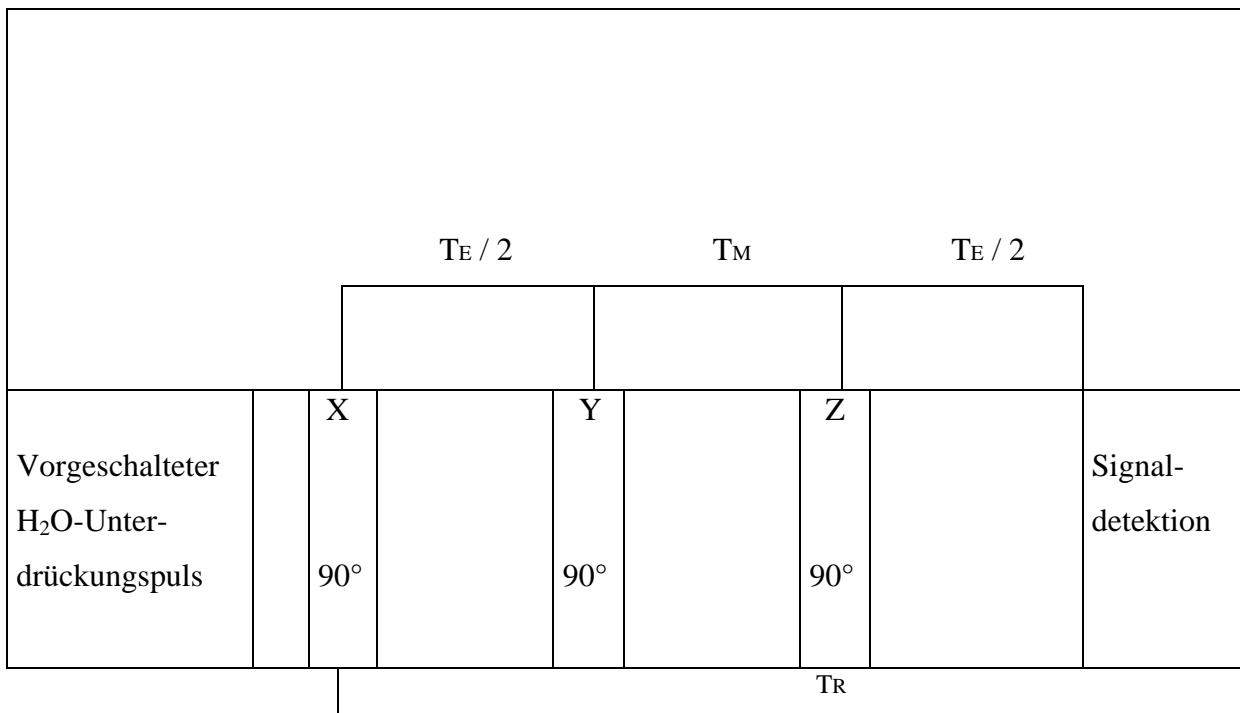 TE / 2 TM TE / 2
X Y Z
Vorgeschalteter
H₂O-Unter-
drückungspuls
90° 90° 90°
Signal-
detektion
TR